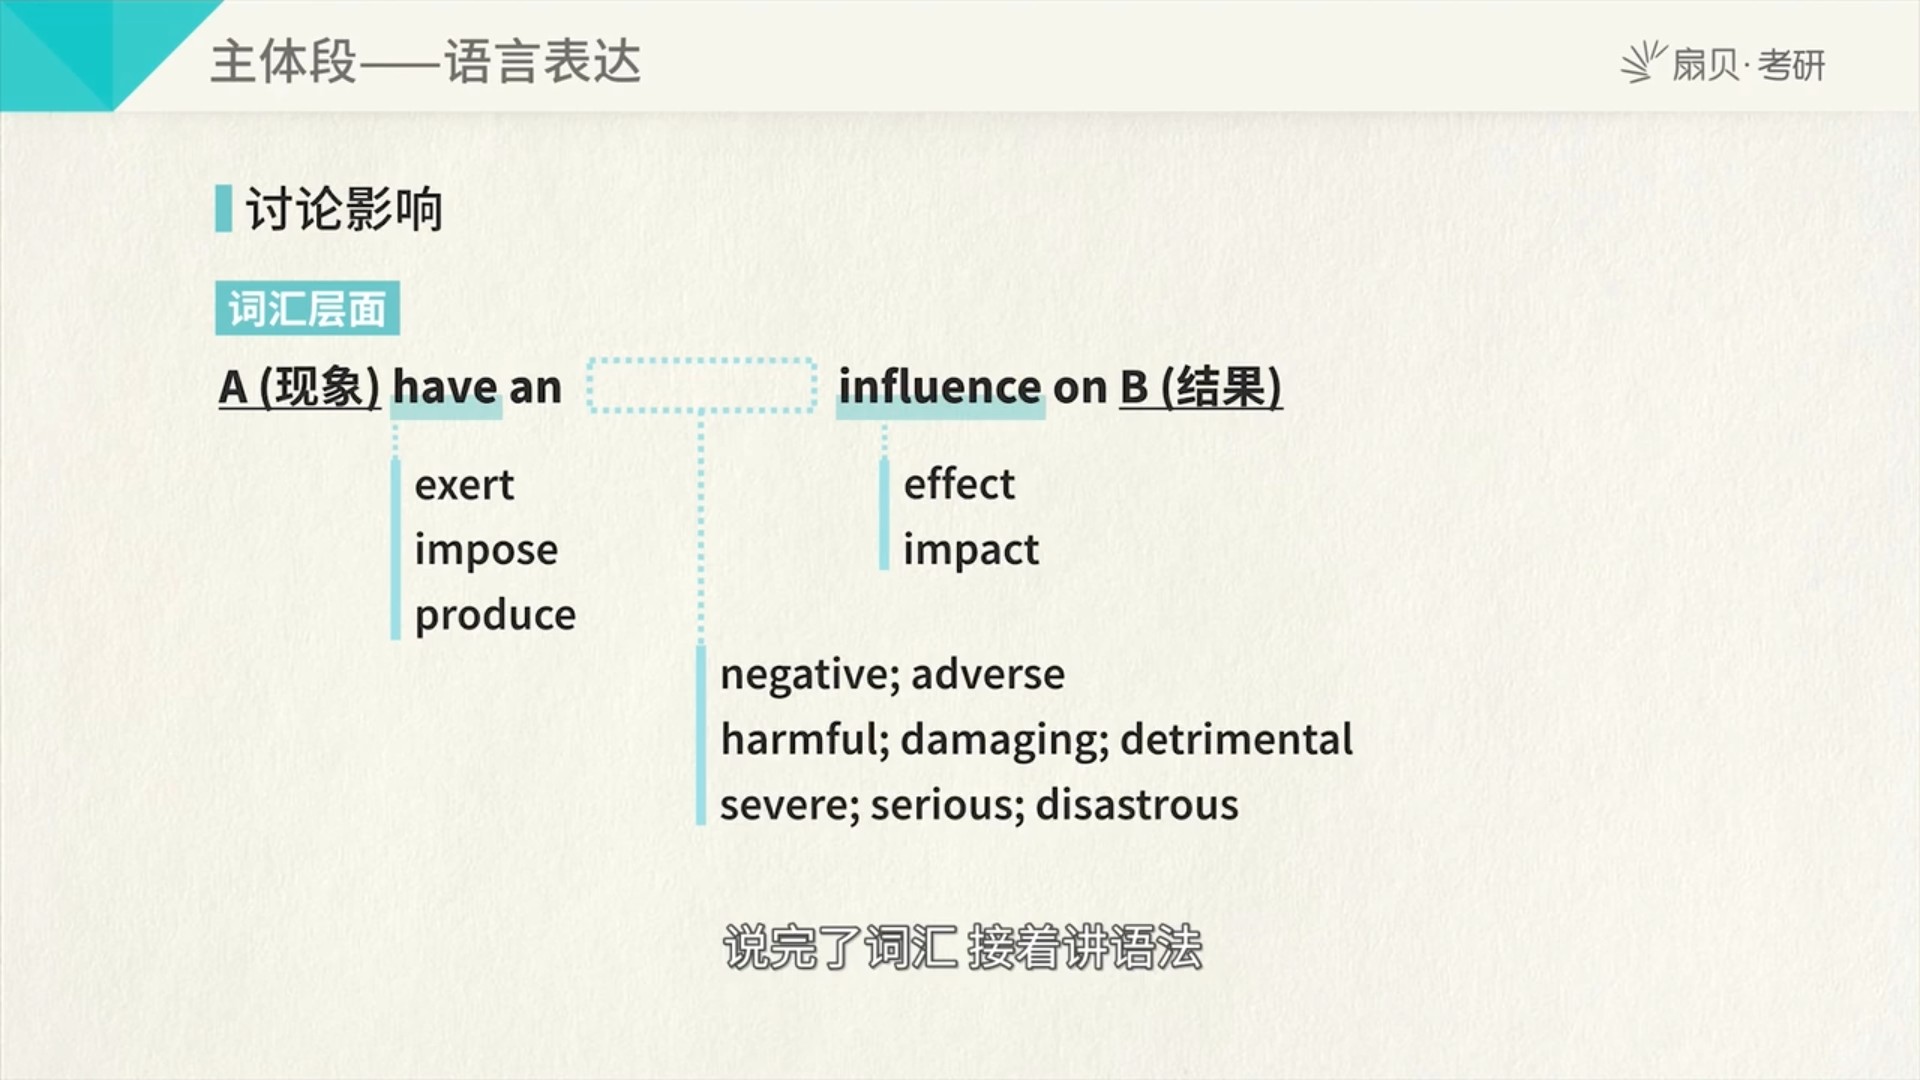 主体段——语言表达
扇贝·考研
讨论影响
词汇层面
A (现象) have an influence on B (结果)
exert
impose
produce
effect
impact
negative; adverse
harmful; damaging; detrimental
severe; serious; disastrous
说完了词汇 接着讲语法